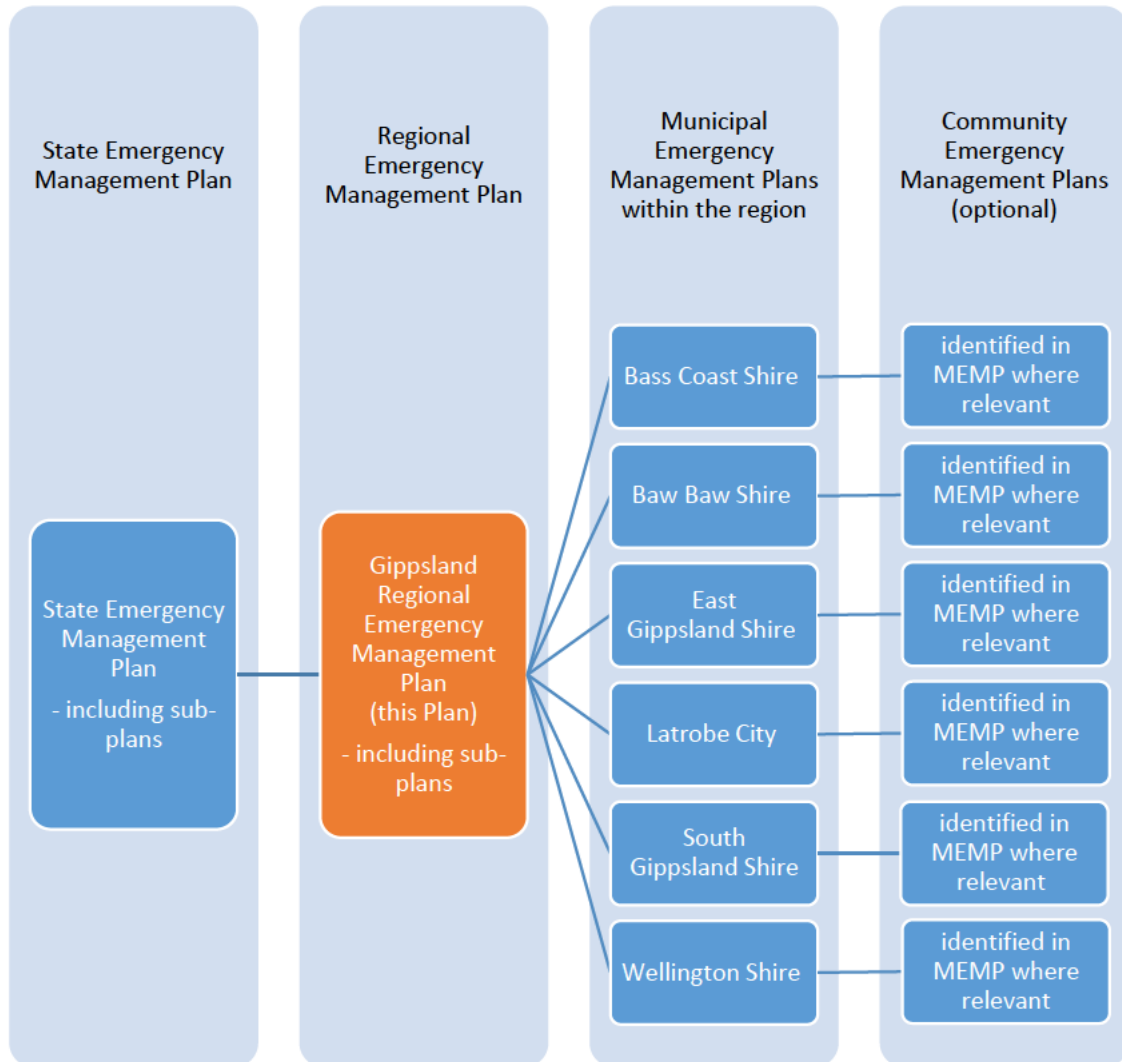 State Emergency
Management Plan
Regional
Emergency
Management Plan
Municipal
Emergency
Management Plans
within the region
Community
Emergency
Management Plans
(optional)
State Emergency
Management
Plan
- including sub-
plans
Gippsland
Regional
Emergency
Management
Plan
(this Plan)
- including sub-
plans
Bass Coast Shire
identified in
MEMP where
relevant
Baw Baw Shire
identified in
MEMP where
relevant
East
Gippsland Shire
identified in
MEMP where
relevant
Latrobe City
identified in
MEMP where
relevant
South
Gippsland Shire
identified in
MEMP where
relevant
Wellington Shire
identified in
MEMP where
relevant